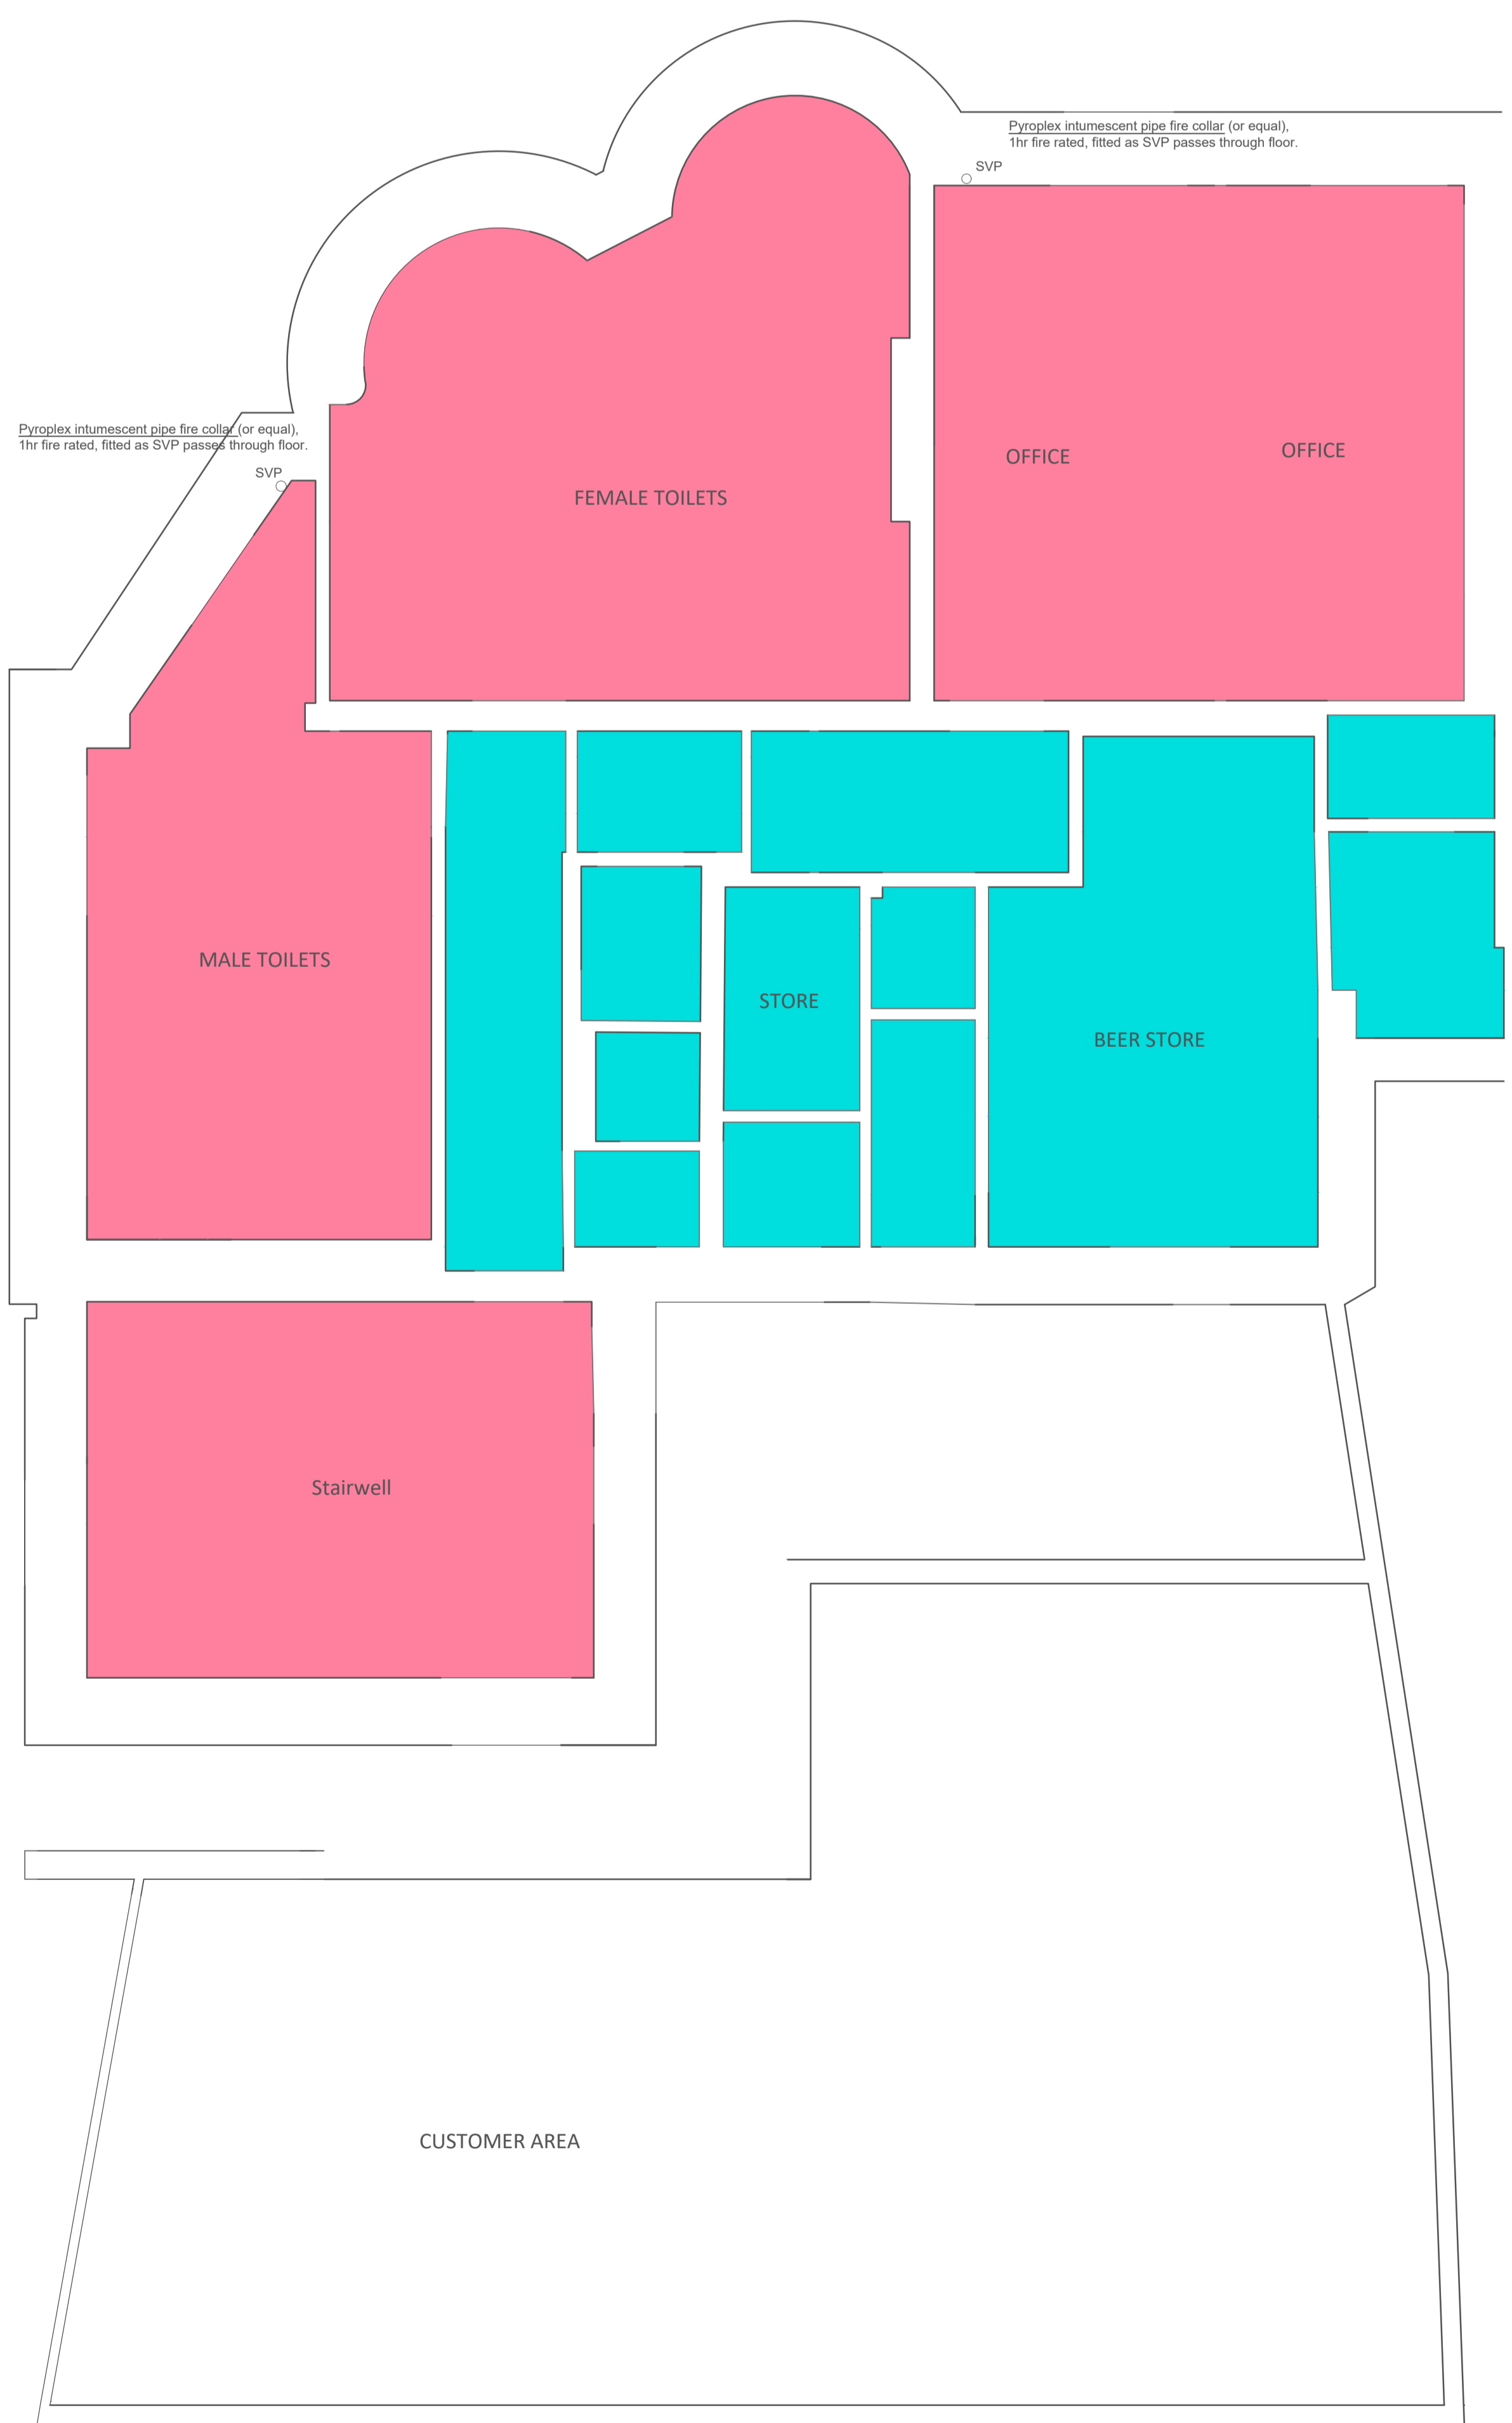 Pyroplex intumescent pipe fire collar (or equal),
1hr fire rated, fitted as SVP passes through floor.
SVP
Pyroplex intumescent pipe fire collar (or equal),
1hr fire rated, fitted as SVP passes through floor.
SVP
OFFICE
OFFICE
FEMALE TOILETS
MALE TOILETS
STORE
BEER STORE
Stairwell
CUSTOMER AREA